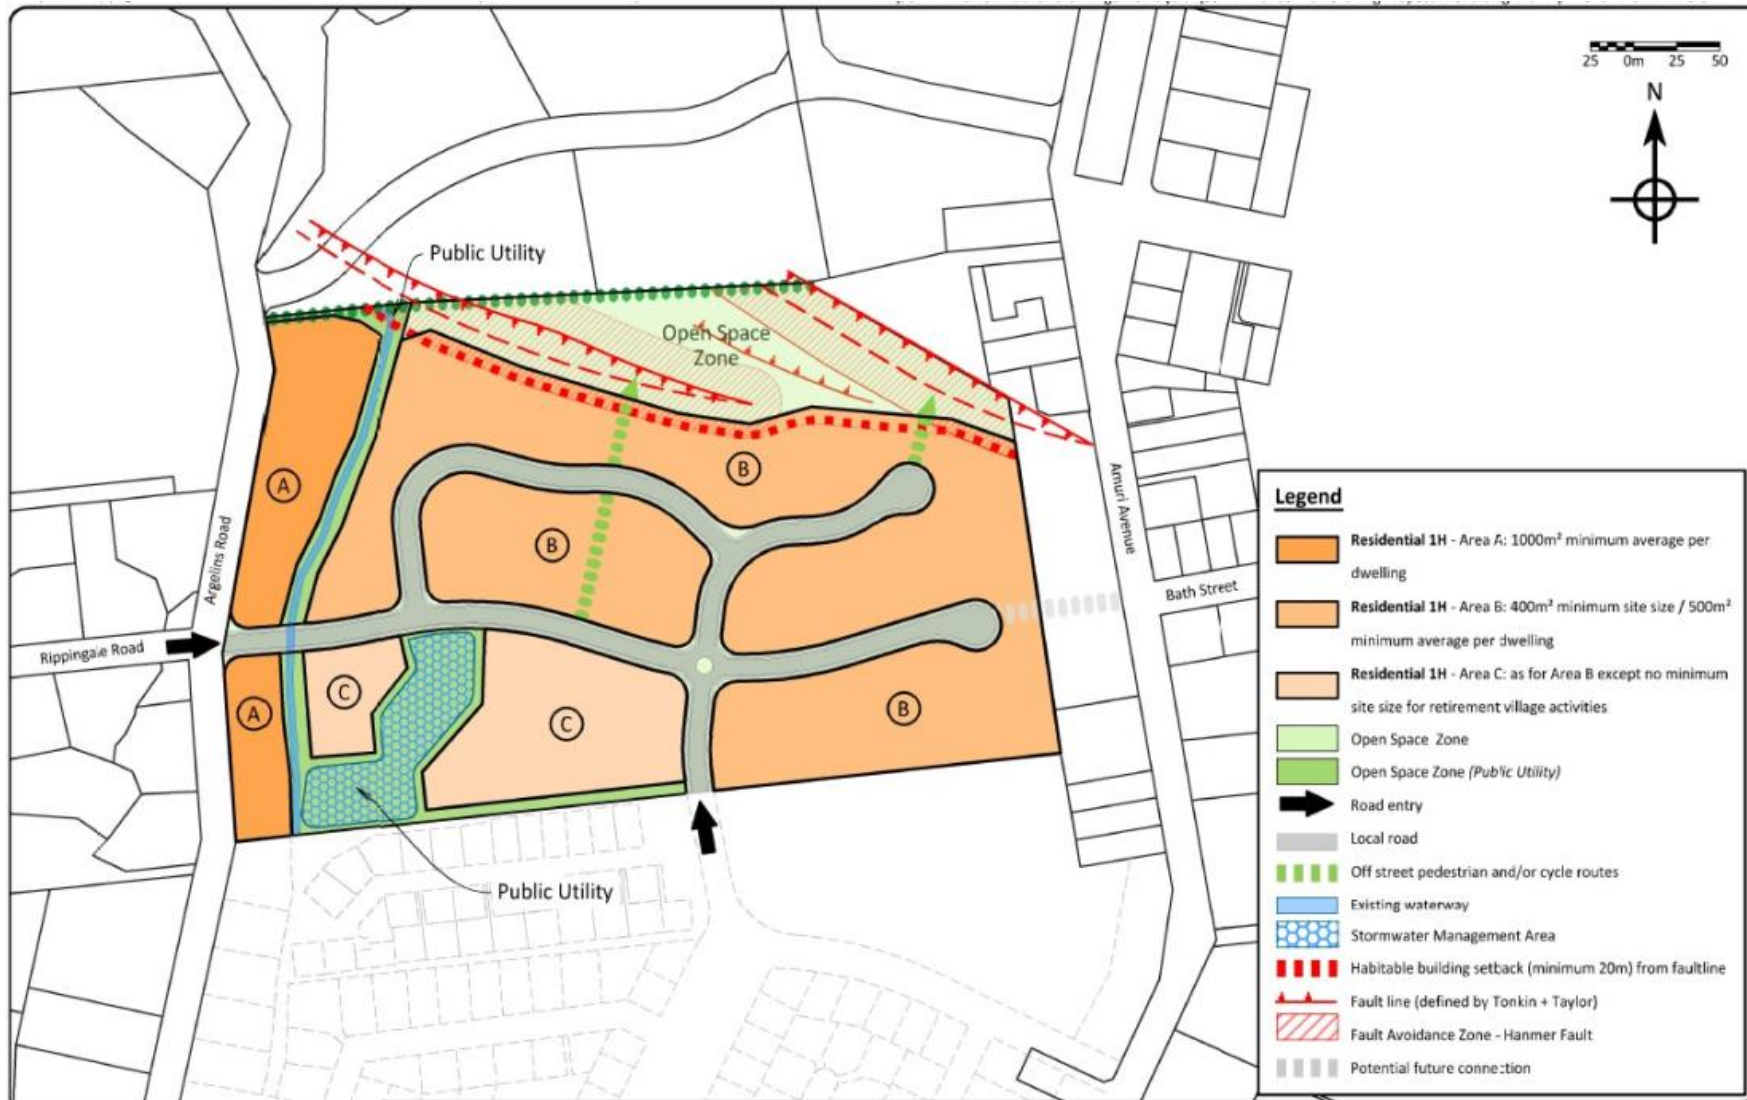 25 0m 25 50
N
Public Utility
Open Space
Zone
A
B
B
Argelins Road
Amuri Avenue
Bath Street
Rippingale Road
A
C
C
B
Public Utility
Legend
Residential 1H - Area A: 1000m² minimum average per
dwelling
Residential 1H - Area B: 400m² minimum site size / 500m²
minimum average per dwelling
Residential 1H - Area C: as for Area B except no minimum
site size for retirement village activities
Open Space Zone
Open Space Zone (Public Utility)
Road entry
Local road
Off street pedestrian and/or cycle routes
Existing waterway
Stormwater Management Area
Habitable building setback (minimum 20m) from faultline
Fault line (defined by Tonkin + Taylor)
Fault Avoidance Zone - Hanmer Fault
Potential future connection